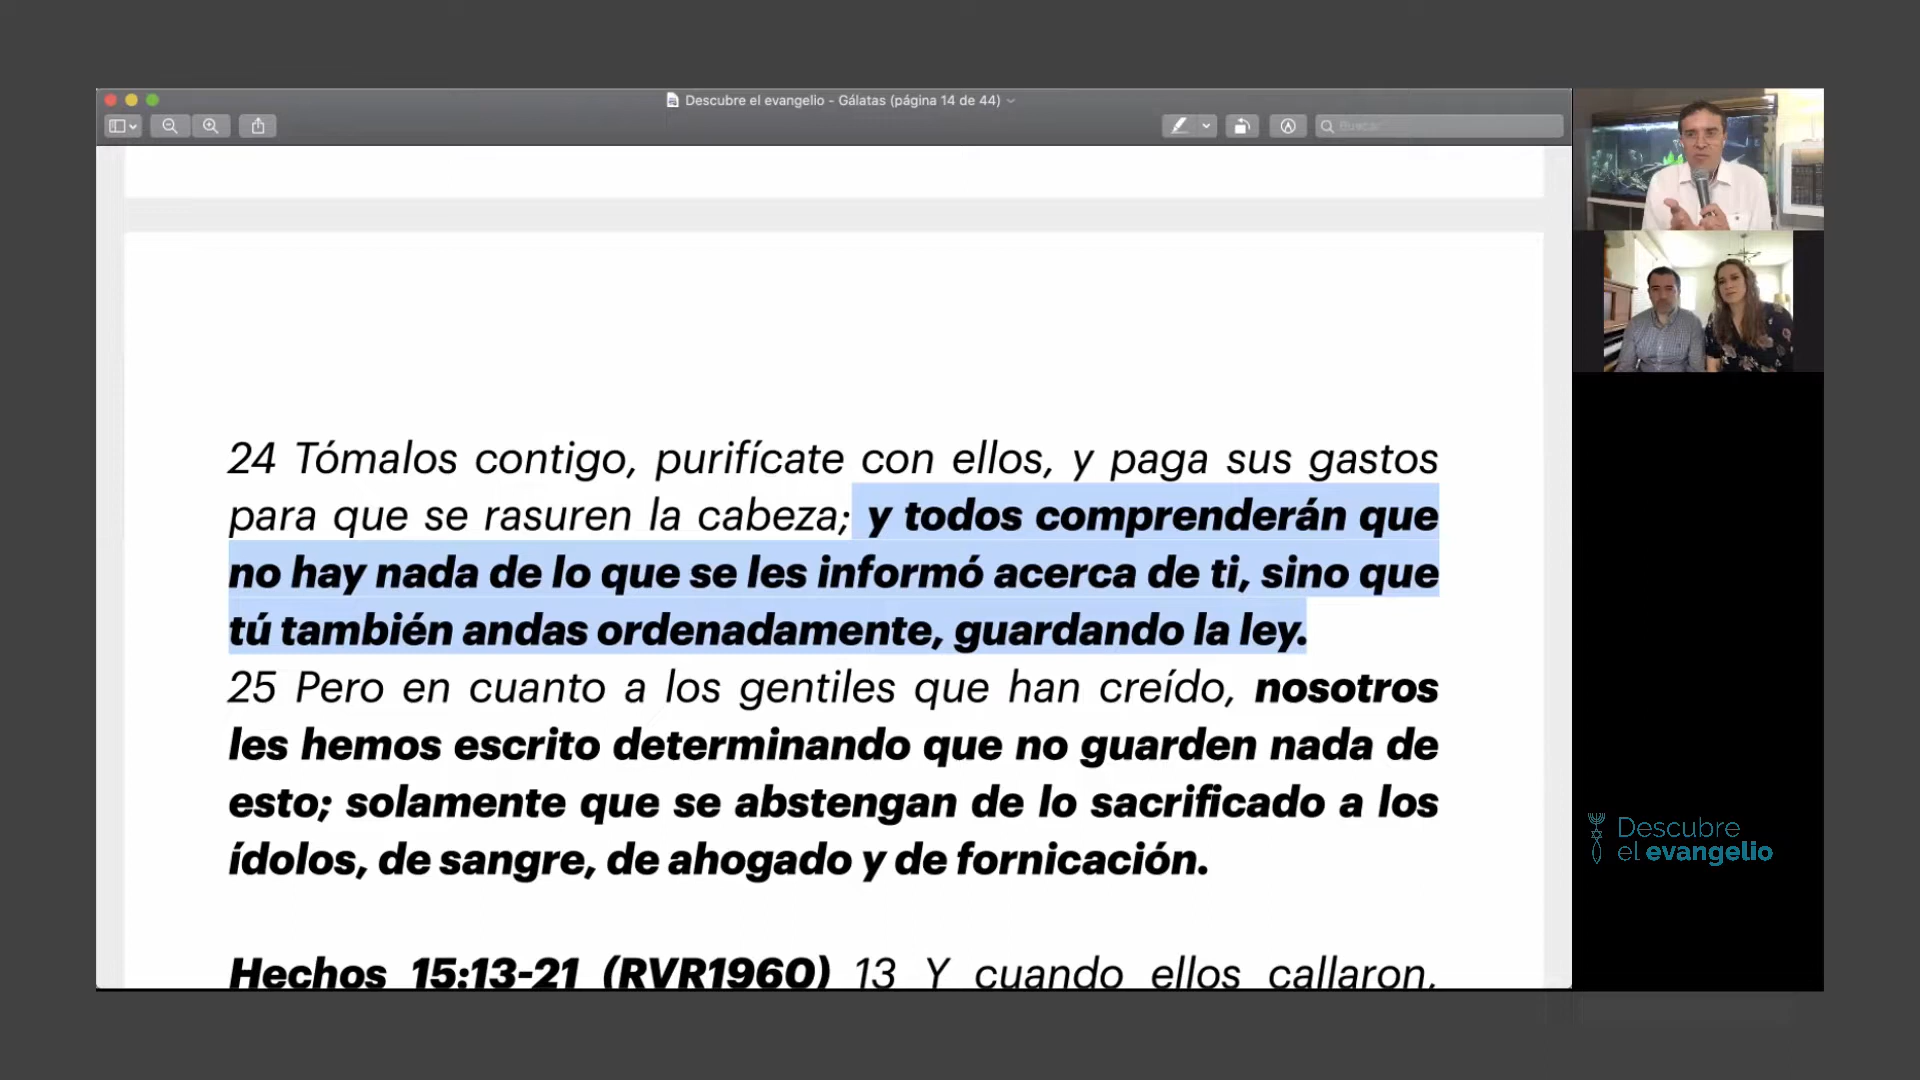 Descubre el evangelio - Gálatas (página 14 de 44)
Buscar
24 Tómalos contigo, purifícate con ellos, y paga sus gastos
para que se rasuren la cabeza; y todos comprenderán que
no hay nada de lo que se les informó acerca de ti, sino que
tú también andas ordenadamente, guardando la ley.
25 Pero en cuanto a los gentiles que han creído, nosotros
les hemos escrito determinando que no guarden nada de
esto; solamente que se abstengan de lo sacrificado a los
ídolos, de sangre, de ahogado y de fornicación.
Hechos 15:13-21 (RVR1960) 13 Y cuando ellos callaron,
Descubre
el evangelio